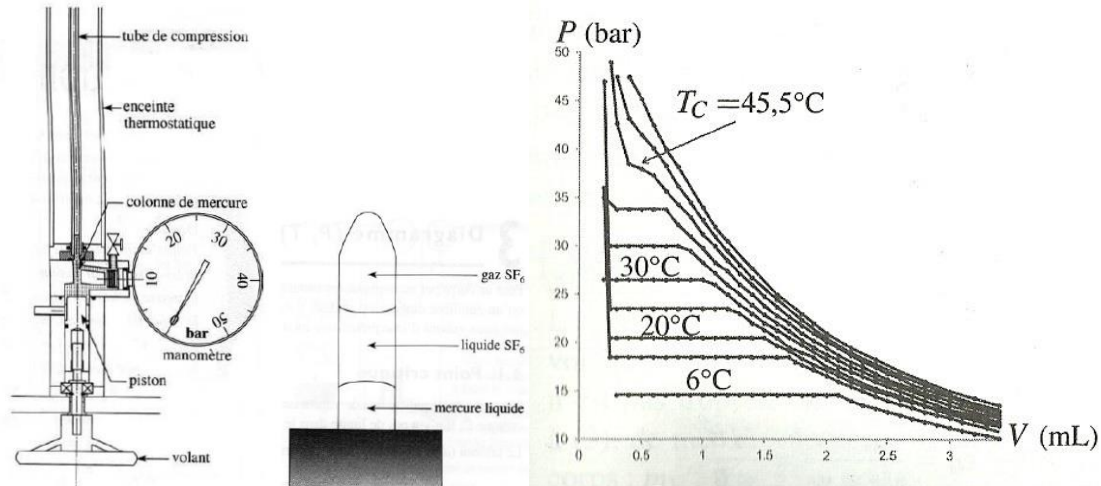 tube de compression
enceinte
thermostatique
colonne de mercure
10
20
30
40
50
bar
manomètre
piston
volant
gaz SF₆
liquide SF₆
mercure liquide
P (bar)
50
45
40
35
30
25
20
15
10
T_C = 45,5°C
30°C
20°C
6°C
0
0.5
1
1.5
2
2.5
3
V (mL)